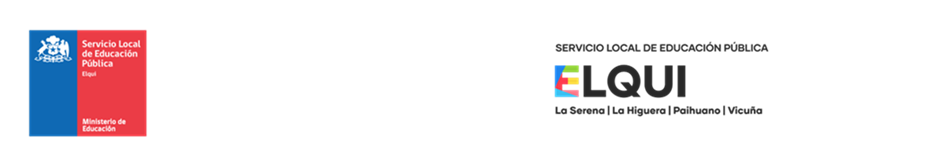 Servicio Local
de Educación
Pública
Elqui
Ministerio de
Educación
SERVICIO LOCAL DE EDUCACIÓN PÚBLICA
ELQUI
La Serena | La Higuera | Paihuano | Vicuña